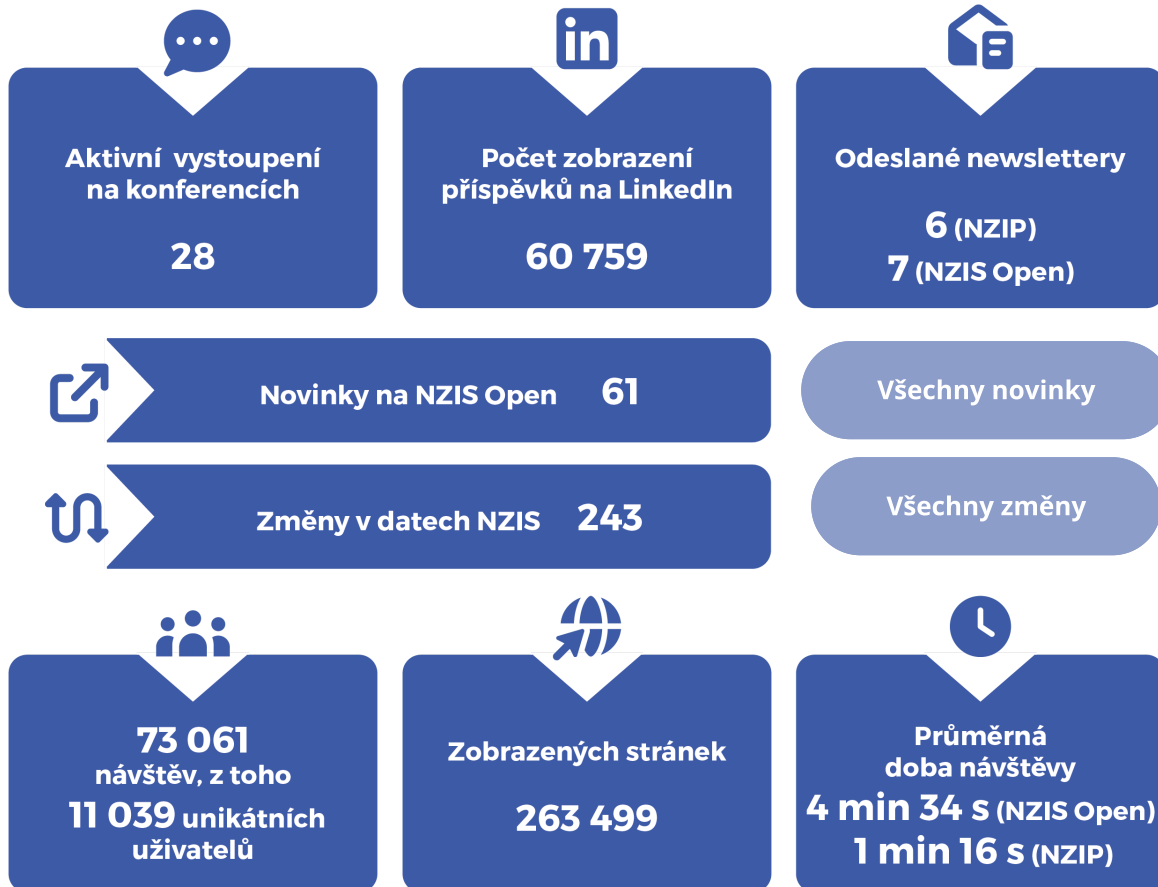 in
Aktivní vystoupení
na konferencích
28
Počet zobrazení
příspěvků na LinkedIn
60 759
Odeslané newslettery
6 (NZIP)
7 (NZIS Open)
Novinky na NZIS Open 61
Všechny novinky
Změny v datech NZIS 243
Všechny změny
73 061
návštěv, z toho
11 039 unikátních
uživatelů
Zobrazených stránek
263 499
Průměrná
doba návštěvy
4 min 34 s (NZIS Open)
1 min 16 s (NZIP)